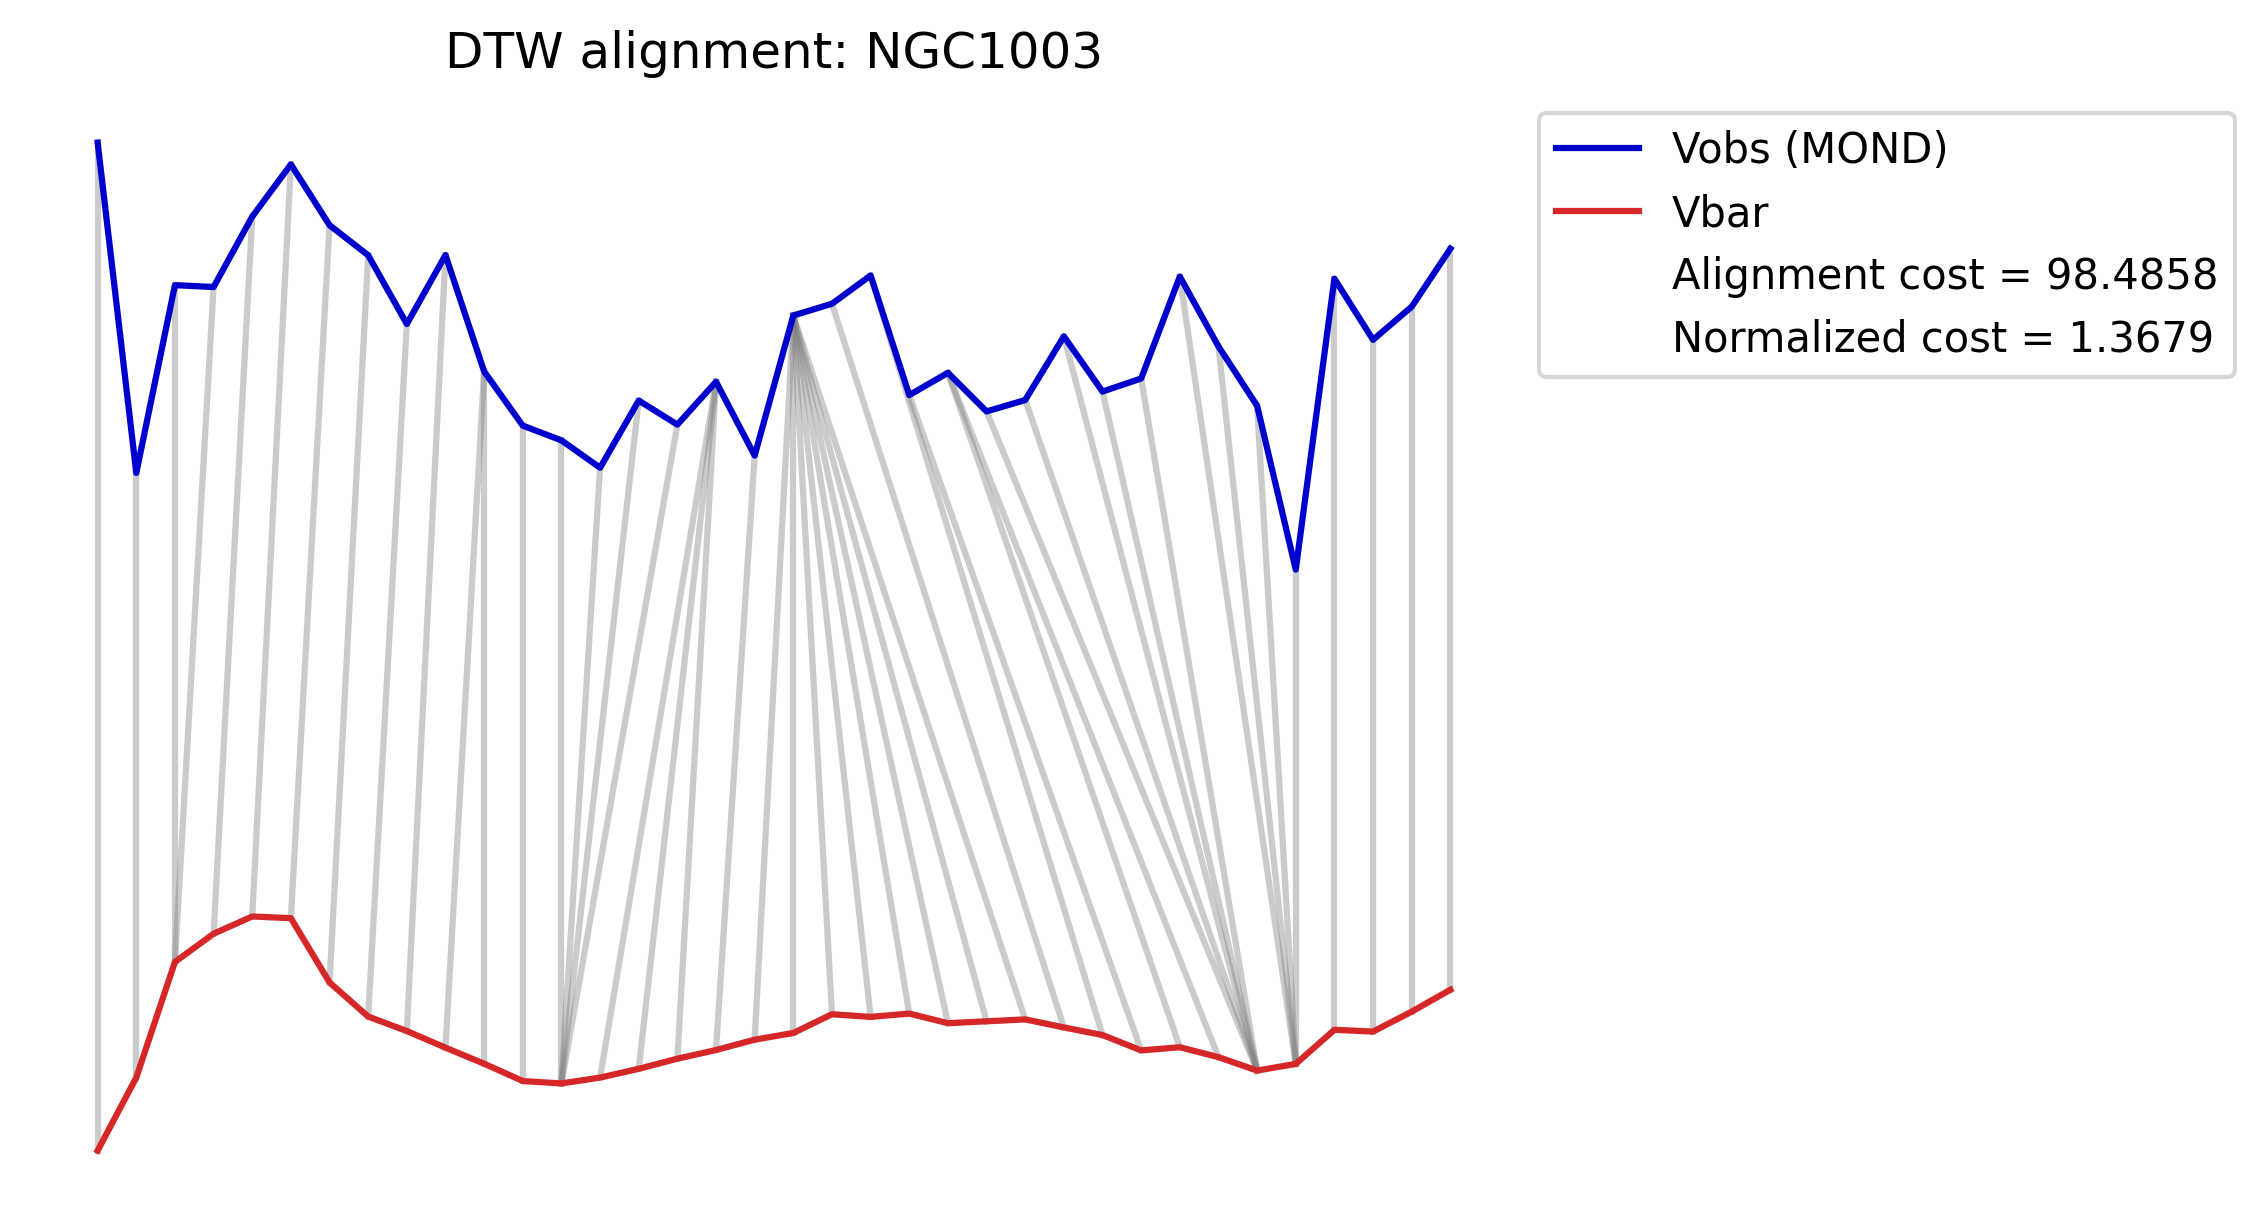 DTW alignment: NGC1003
Vobs (MOND)
Vbar
Alignment cost = 98.4858
Normalized cost = 1.3679